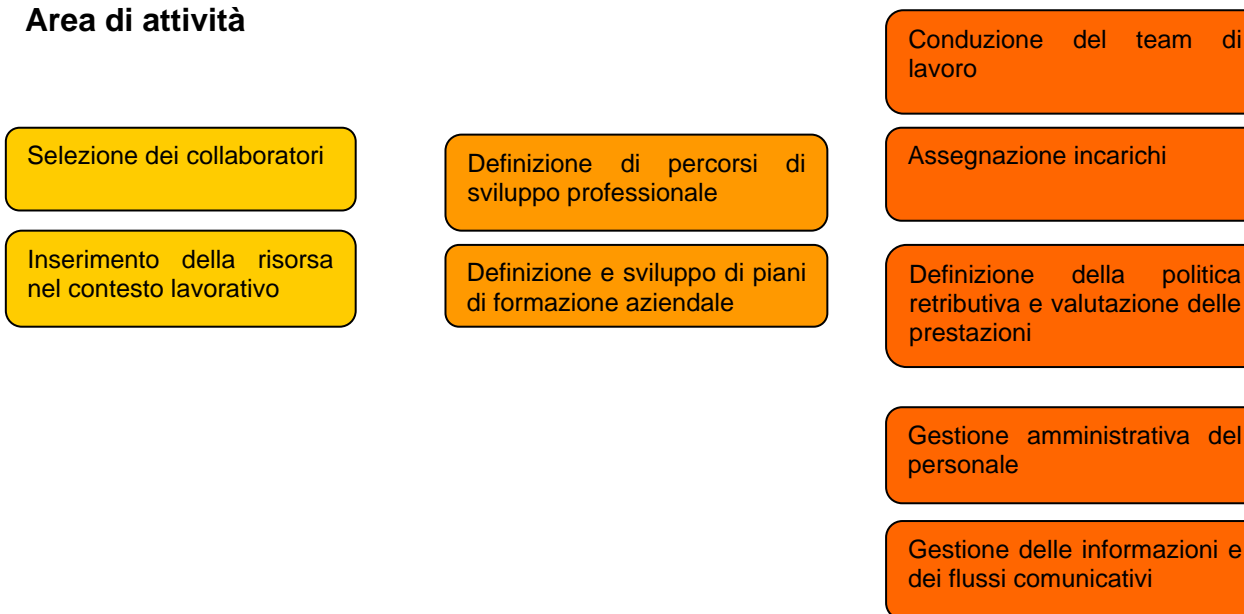 Area di attività
Selezione dei collaboratori
Inserimento della risorsa
nel contesto lavorativo
Definizione di percorsi di
sviluppo professionale
Definizione e sviluppo di piani
di formazione aziendale
Conduzione del team di
lavoro
Assegnazione incarichi
Definizione della politica
retributiva e valutazione delle
prestazioni
Gestione amministrativa del
personale
Gestione delle informazioni e
dei flussi comunicativi